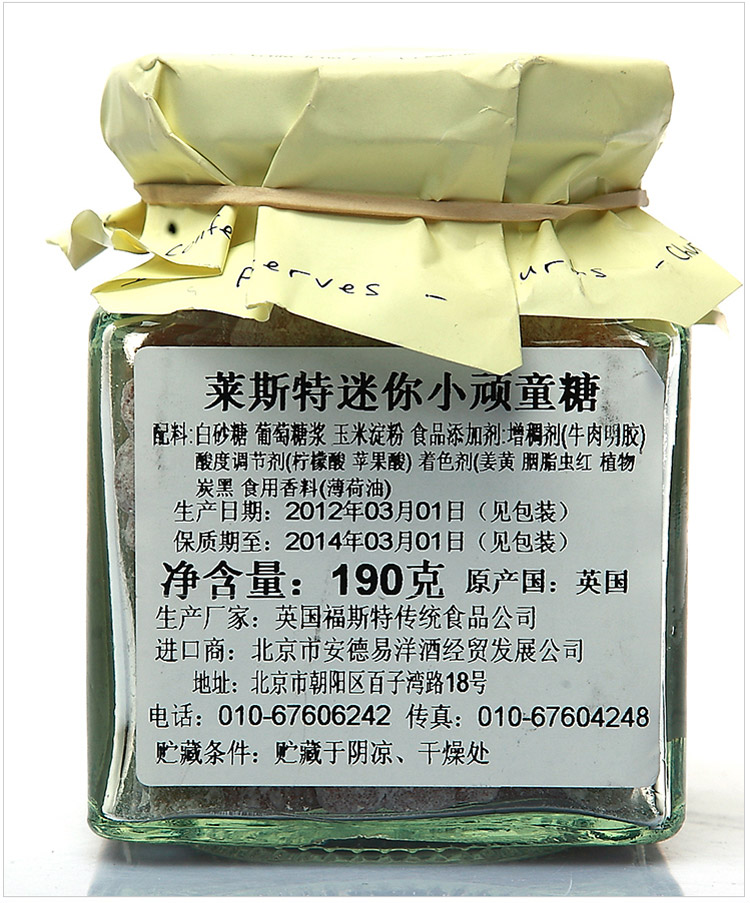 confe
serves - urds - Chu
莱斯特迷你小顽童糖
配料:白砂糖 葡萄糖浆 玉米淀粉 食品添加剂:增稠剂(牛肉明胶)
酸度调节剂(柠檬酸 苹果酸) 着色剂(姜黄 胭脂虫红 植物
炭黑 食用香料(薄荷油)
生产日期：2012年03月01日（见包装）
保质期至：2014年03月01日（见包装）
净含量：190克 原产国：英国
生产厂家：英国福斯特传统食品公司
进口商：北京市安德易洋酒经贸发展公司
地址：北京市朝阳区百子湾路18号
电话：010-67606242 传真：010-67604248
贮藏条件：贮藏于阴凉、干燥处